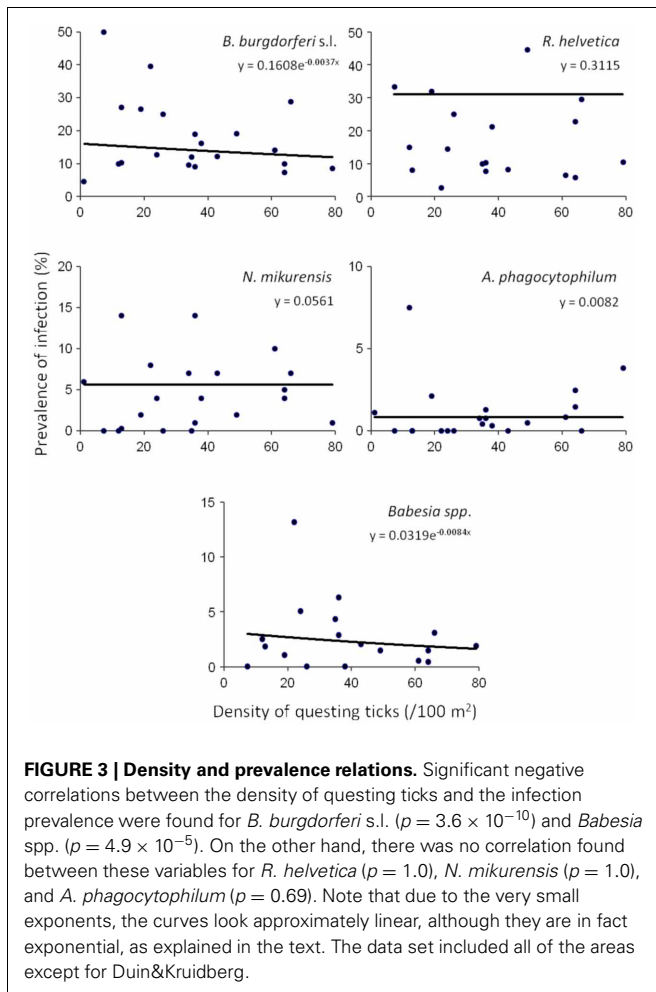 B. burgdorferi s.l.
y = 0.1608e^-0.0037x
50
40
30
20
10
0
0 20 40 60 80
R. helvetica
y = 0.3115
50
40
30
20
10
0
0 20 40 60 80
Prevalence of infection (%)
N. mikurensis
y = 0.0561
20
15
10
5
0
0 20 40 60 80
A. phagocytophilum
y = 0.0082
10
5
0
0 20 40 60 80
Babesia spp.
y = 0.0319e^-0.0084x
15
10
5
0
0 20 40 60 80
Density of questing ticks (/100 m²)
FIGURE 3 | Density and prevalence relations. Significant negative
correlations between the density of questing ticks and the infection
prevalence were found for B. burgdorferi s.l. (p = 3.6 × 10⁻¹⁰) and Babesia
spp. (p = 4.9 × 10⁻⁵). On the other hand, there was no correlation found
between these variables for R. helvetica (p = 1.0), N. mikurensis (p = 1.0),
and A. phagocytophilum (p = 0.69). Note that due to the very small
exponents, the curves look approximately linear, although they are in fact
exponential, as explained in the text. The data set included all of the areas
except for Duin&Kruidberg.